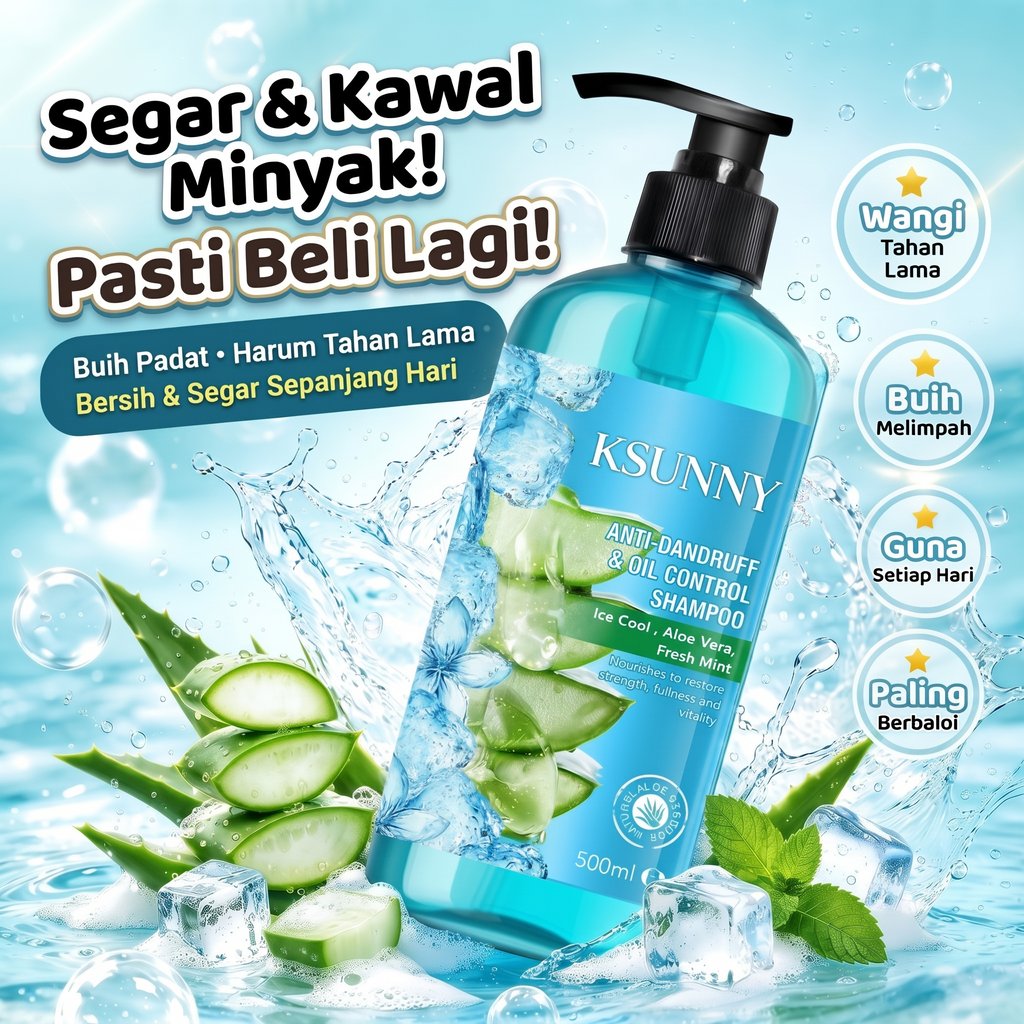 Segar & Kawal
Minyak!
Pasti Beli Lagi!
Buih Padat • Harum Tahan Lama
Bersih & Segar Sepanjang Hari
Wangi
Tahan
Lama
Buih
Melimpah
Guna
Setiap Hari
Paling
Berbaloi
KSUNNY
ANTI-DANDRUFF
& OIL CONTROL
SHAMPOO
Ice Cool , Aloe Vera,
Fresh Mint
Nourishes to restore
strength, fullness and
vitality
500ml